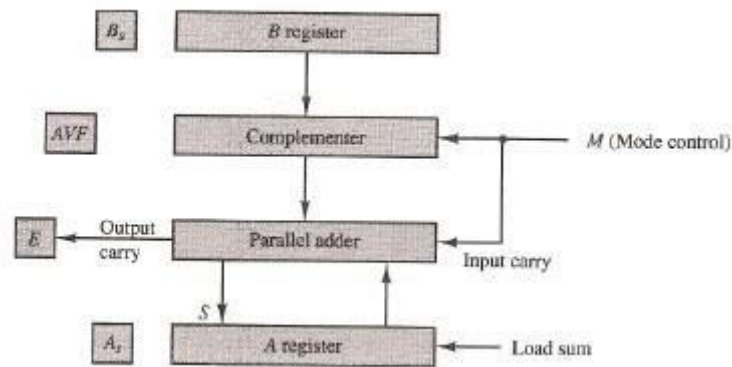 Bs
B register
AVF
Complementer
M (Mode control)
E
Output
carry
Parallel adder
Input carry
S
As
A register
Load sum